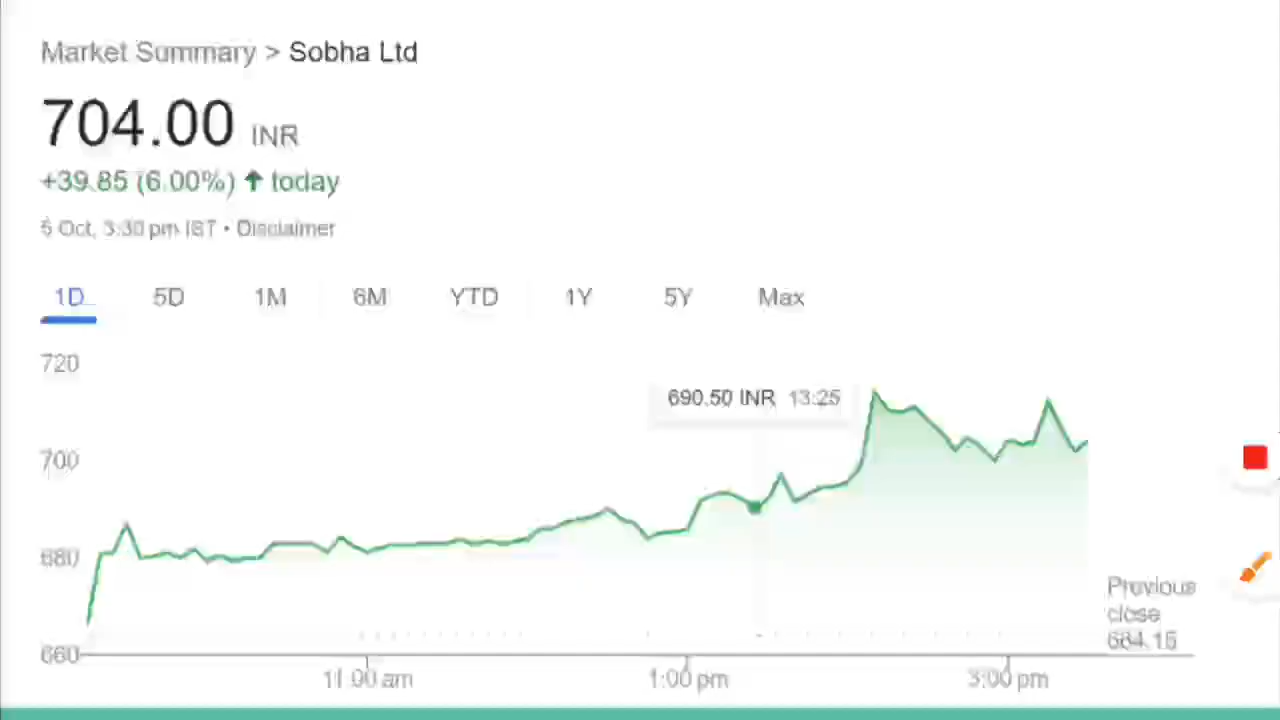 Market Summary > Sobha Ltd
704.00 INR
+39.85 (6.00%) ↑ today
5 Oct, 3:30 pm IST • Disclaimer
1D 5D 1M 6M YTD 1Y 5Y Max
720
690.50 INR 13:25
700
680
Previous
close
664.15
660
11:00 am 1:00 pm 3:00 pm